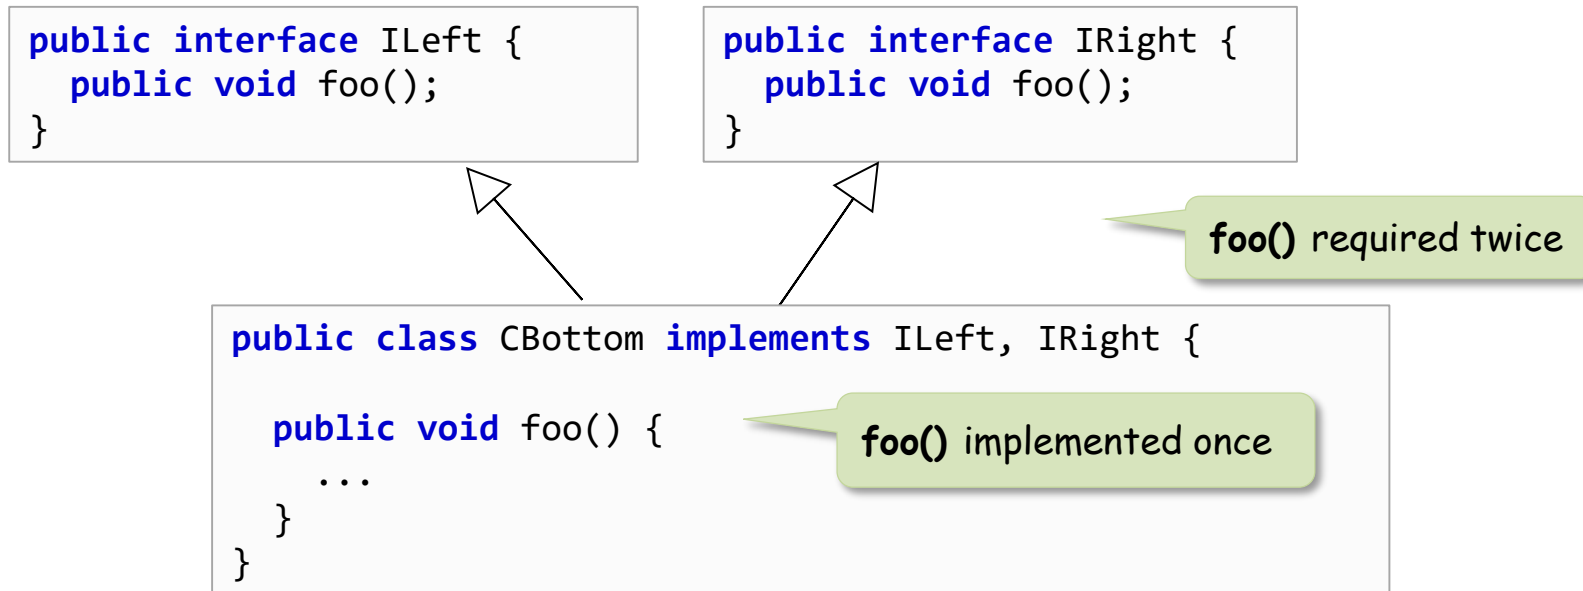 public interface ILeft {
  public void foo();
}
public interface IRight {
  public void foo();
}
foo() required twice
public class CBottom implements ILeft, IRight {
  public void foo() {
foo() implemented once
    ...
  }
}